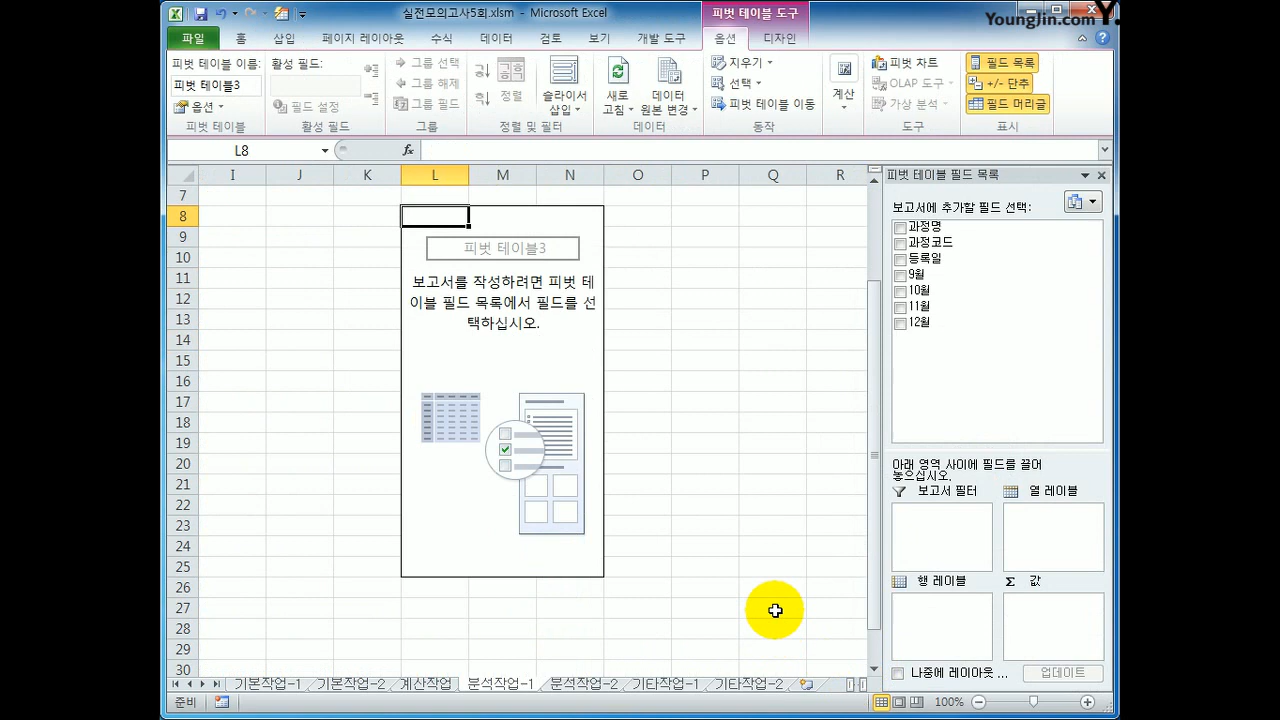 실전모의고사5회.xlsm - Microsoft Excel
피벗 테이블 도구
YoungJin.com Y.
파일 홈 삽입 페이지 레이아웃 수식 데이터 검토 보기 개발 도구 옵션 디자인
피벗 테이블 이름:
피벗 테이블3
옵션
피벗 테이블
활성 필드:
필드 설정
활성 필드
그룹 선택
그룹 해제
그룹 필드
그룹
정렬
슬라이서
삽입
정렬 및 필터
새로
고침
데이터
원본 변경
데이터
지우기
선택
피벗 테이블 이동
동작
계산
피벗 차트
OLAP 도구
가상 분석
도구
필드 목록
+/- 단추
필드 머리글
표시
L8
fx
I J K L M N O P Q R
7
8
9
10
11
12
13
14
15
16
17
18
19
20
21
22
23
24
25
26
27
28
29
30
피벗 테이블3
보고서를 작성하려면 피벗 테
이블 필드 목록에서 필드를 선
택하십시오.
피벗 테이블 필드 목록
보고서에 추가할 필드 선택:
과정명
과정코드
등록일
9월
10월
11월
12월
아래 영역 사이에 필드를 끌어
놓으십시오.
보고서 필터
열 레이블
행 레이블
Σ 값
나중에 레이아웃 ...
업데이트
기본작업-1 기본작업-2 계산작업 분석작업-1 분석작업-2 기타작업-1 기타작업-2
준비
100%